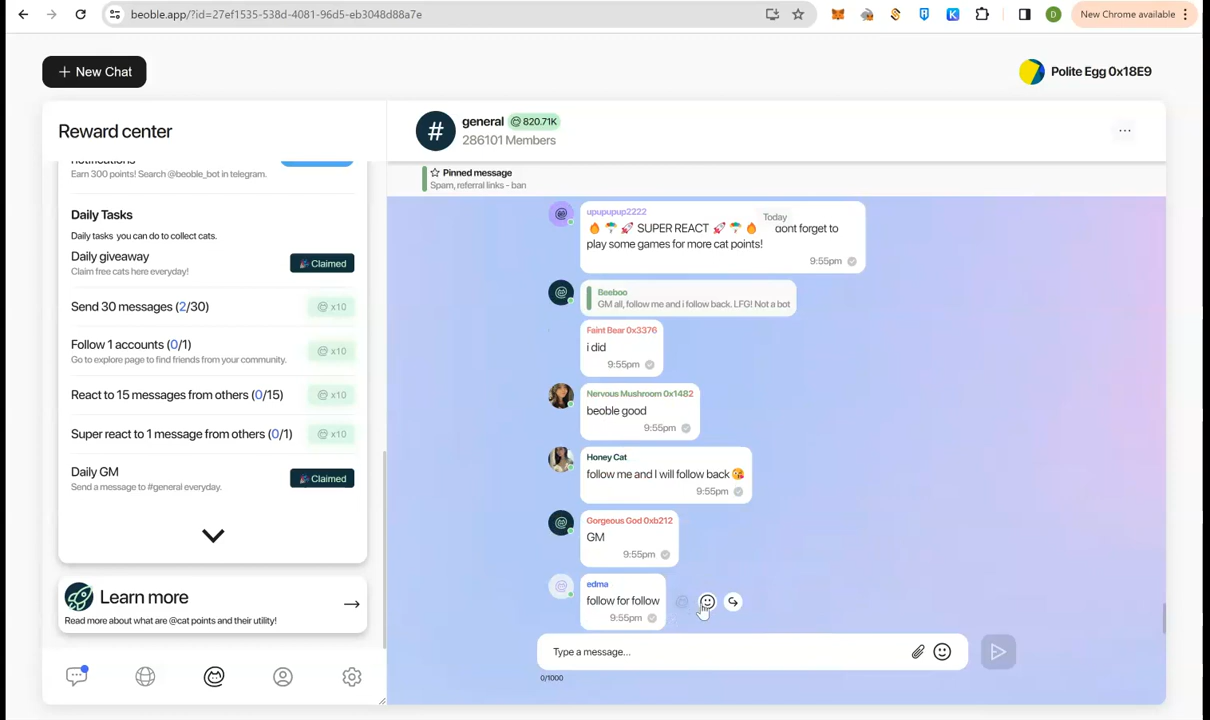 beoble.app/?id=27ef1535-538d-4081-96d5-eb3048d88a7e
New Chrome available
D
+ New Chat
Polite Egg 0x18E9
Reward center
notifications
Earn 300 points! Search @beoble_bot in telegram.
Daily Tasks
Daily tasks you can do to collect cats.
Daily giveaway
Claim free cats here everyday!
🎉 Claimed
Send 30 messages (2/30)
x10
Follow 1 accounts (0/1)
Go to explore page to find friends from your community.
x10
React to 15 messages from others (0/15)
x10
Super react to 1 message from others (0/1)
x10
Daily GM
Send a message to #general everyday.
🎉 Claimed
Learn more
→
Read more about what are @cat points and their utility!
#
general
820.71K
286101 Members
...
Pinned message
Spam, referral links - ban
Today
upupupup2222
🔥 🪂 🚀 SUPER REACT 🚀 🪂 🔥 dont forget to
play some games for more cat points!
9:55pm
Beeboo
GM all, follow me and i follow back. LFG! Not a bot
Faint Bear 0x3376
i did
9:55pm
Nervous Mushroom 0x1482
beoble good
9:55pm
Honey Cat
follow me and I will follow back 😘
9:55pm
Gorgeous God 0xb212
GM
9:55pm
edma
follow for follow
9:55pm
Type a message...
0/1000